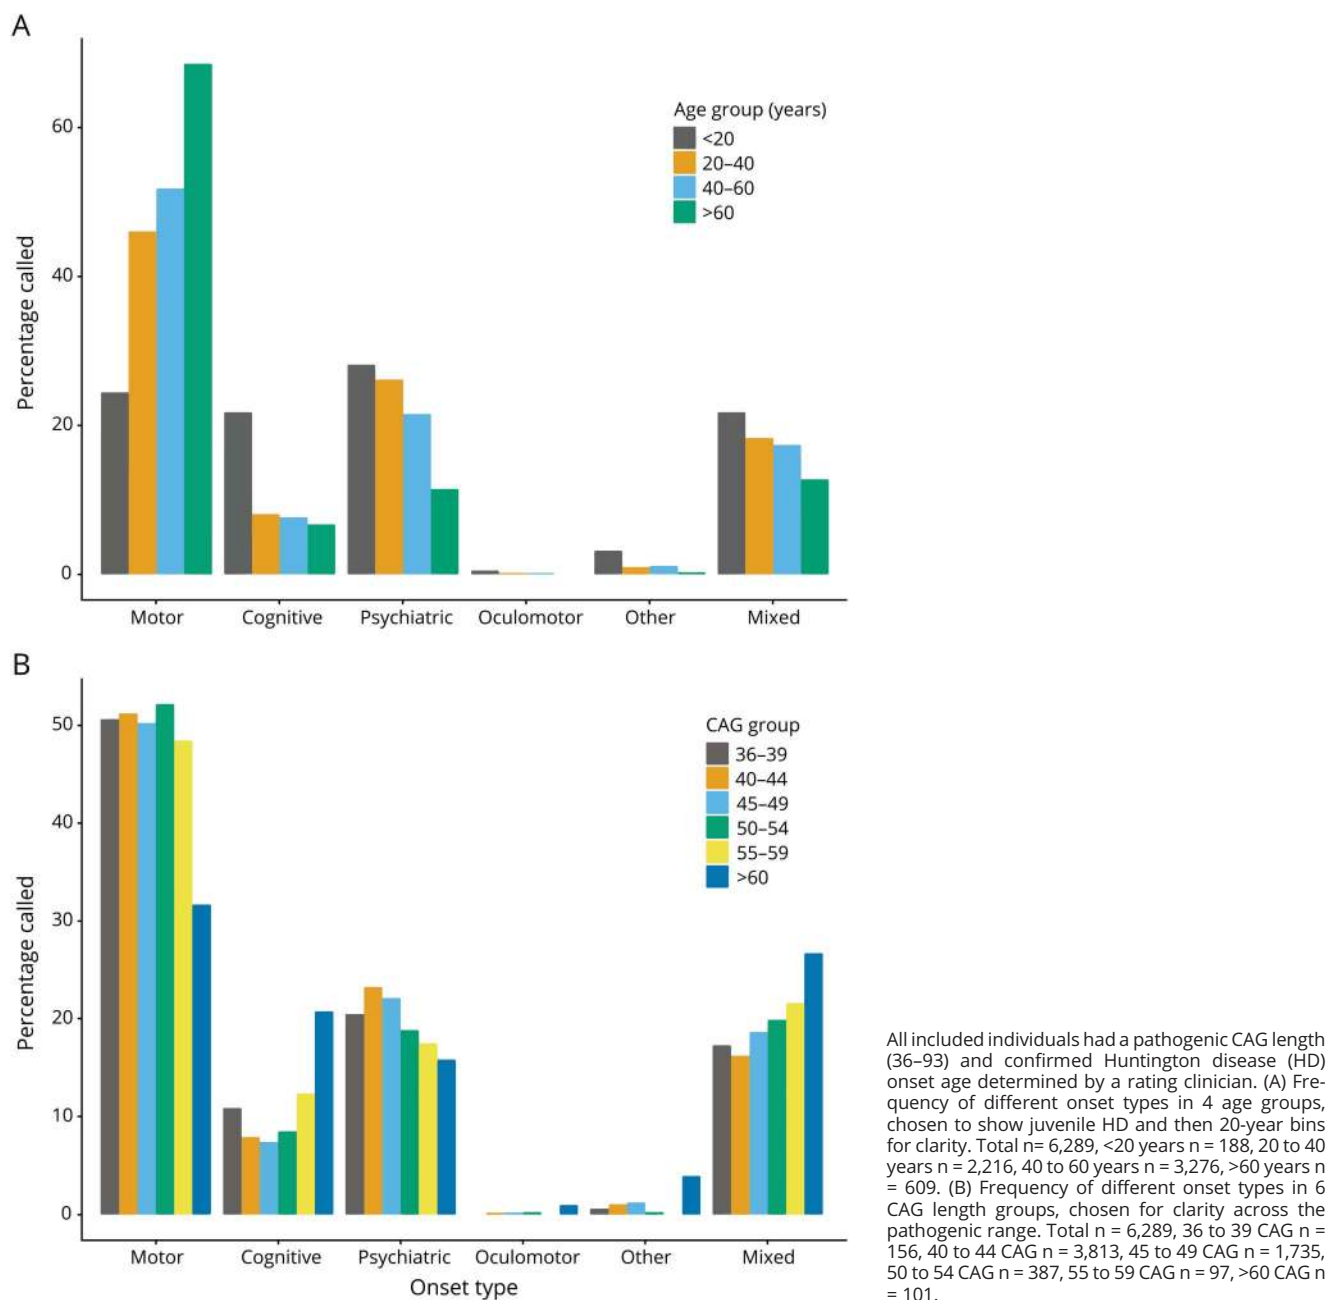 A
Percentage called
60
40
20
0
Age group (years)
<20
20–40
40–60
>60
Motor Cognitive Psychiatric Oculomotor Other Mixed
B
Percentage called
50
40
30
20
10
0
CAG group
36–39
40–44
45–49
50–54
55–59
>60
Motor Cognitive Psychiatric Oculomotor Other Mixed
Onset type
All included individuals had a pathogenic CAG length
(36–93) and confirmed Huntington disease (HD)
onset age determined by a rating clinician. (A) Fre-
quency of different onset types in 4 age groups,
chosen to show juvenile HD and then 20-year bins
for clarity. Total n= 6,289, <20 years n = 188, 20 to 40
years n = 2,216, 40 to 60 years n = 3,276, >60 years n
= 609. (B) Frequency of different onset types in 6
CAG length groups, chosen for clarity across the
pathogenic range. Total n = 6,289, 36 to 39 CAG n =
156, 40 to 44 CAG n = 3,813, 45 to 49 CAG n = 1,735,
50 to 54 CAG n = 387, 55 to 59 CAG n = 97, >60 CAG n
= 101.